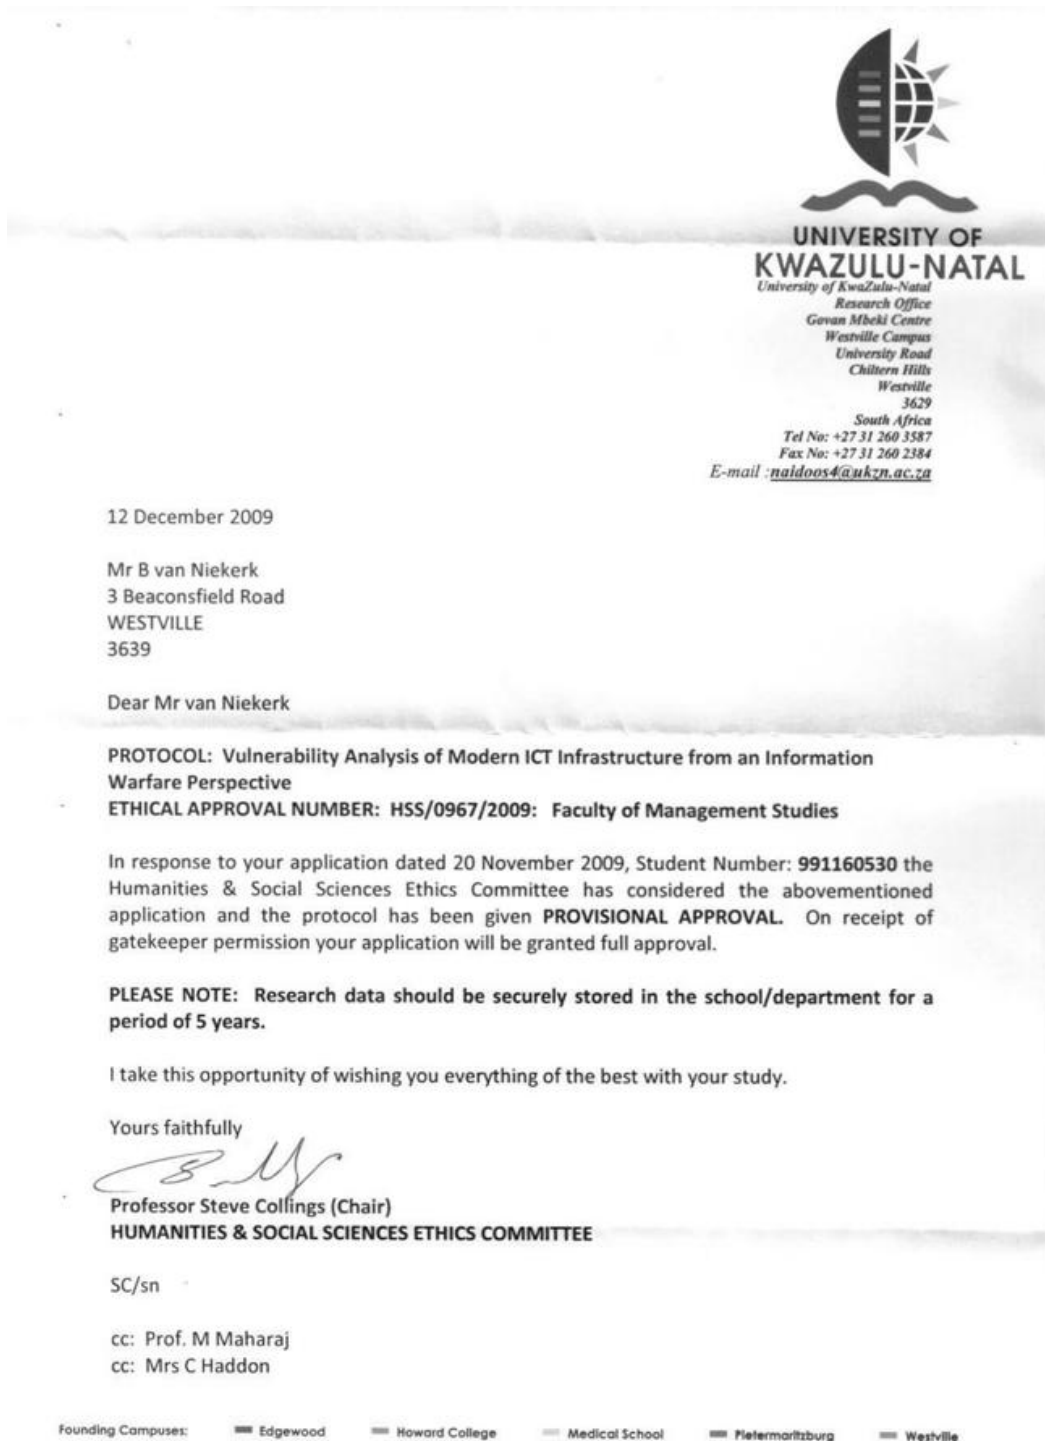 UNIVERSITY OF
KWAZULU-NATAL
University of KwaZulu-Natal
Research Office
Govan Mbeki Centre
Westville Campus
University Road
Chiltern Hills
Westville
3629
South Africa
Tel No: +27 31 260 3587
Fax No: +27 31 260 2384
E-mail :naidoos4@ukzn.ac.za
12 December 2009
Mr B van Niekerk
3 Beaconsfield Road
WESTVILLE
3639
Dear Mr van Niekerk
PROTOCOL: Vulnerability Analysis of Modern ICT Infrastructure from an Information
Warfare Perspective
ETHICAL APPROVAL NUMBER: HSS/0967/2009: Faculty of Management Studies
In response to your application dated 20 November 2009, Student Number: 991160530 the
Humanities & Social Sciences Ethics Committee has considered the abovementioned
application and the protocol has been given PROVISIONAL APPROVAL. On receipt of
gatekeeper permission your application will be granted full approval.
PLEASE NOTE: Research data should be securely stored in the school/department for a
period of 5 years.
I take this opportunity of wishing you everything of the best with your study.
Yours faithfully
Professor Steve Collings (Chair)
HUMANITIES & SOCIAL SCIENCES ETHICS COMMITTEE
SC/sn
cc: Prof. M Maharaj
cc: Mrs C Haddon
Founding Campuses: Edgewood Howard College Medical School Pietermaritzburg Westville